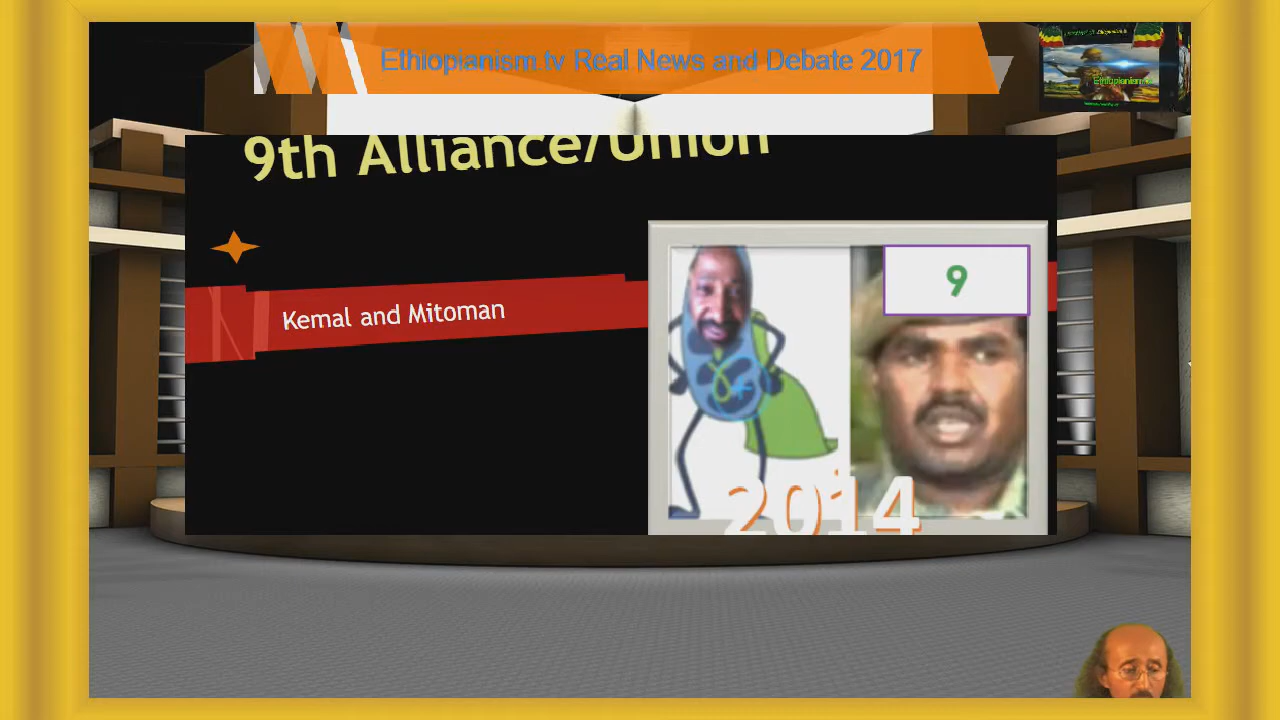 Ethiopianism.tv Real News and Debate 2017
9th Alliance/Union
Kemal and Mitoman
9
2014